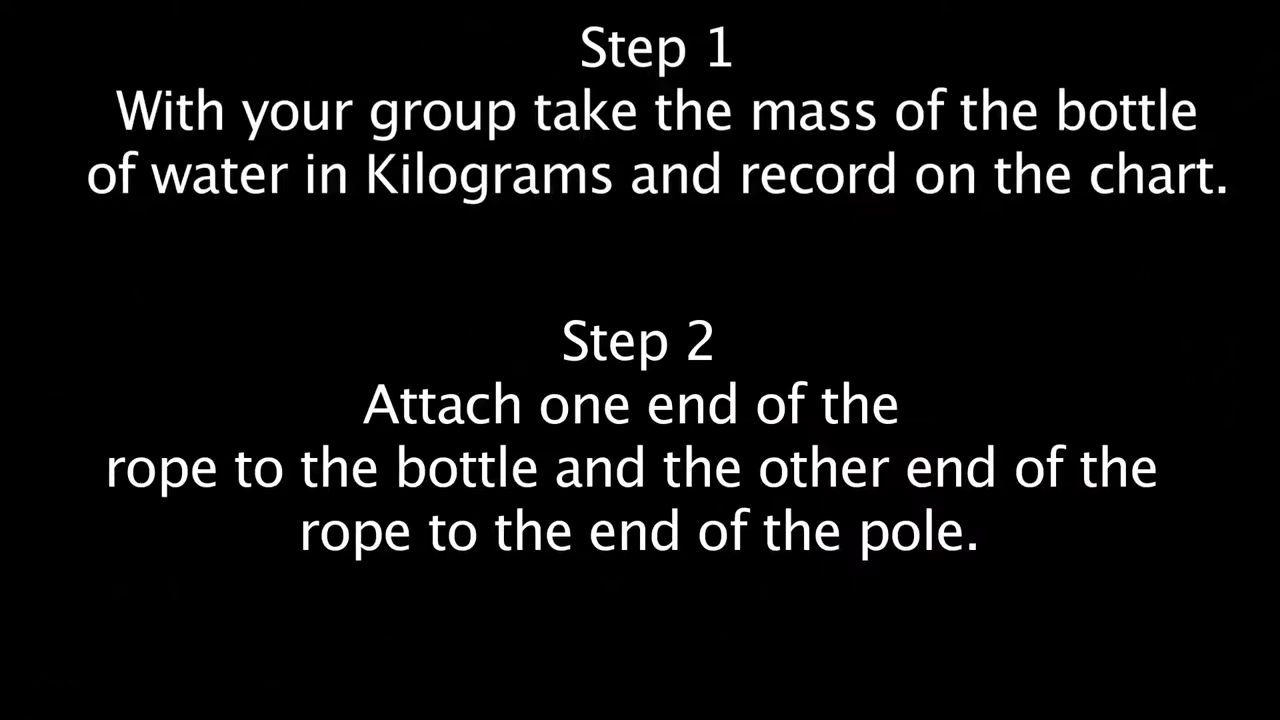 Step 1
With your group take the mass of the bottle
of water in Kilograms and record on the chart.
Step 2
Attach one end of the
rope to the bottle and the other end of the
rope to the end of the pole.